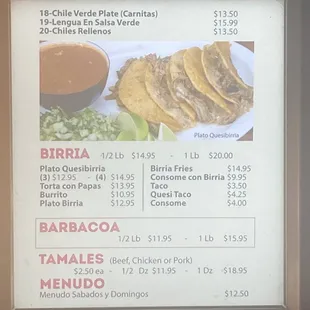 18-Chile Verde Plate (Carnitas) $13.50
19-Lengua En Salsa Verde $15.99
20-Chiles Rellenos $13.50
Plato Quesibirria
BIRRIA 1/2 Lb $14.95 - 1 Lb $20.00
Plato Quesibirria
(3) $12.95 - (4) $14.95
Torta con Papas $13.95
Burrito $10.95
Plato Birria $12.95
Birria Fries $14.95
Consome con Birria $9.95
Taco $3.50
Quesi Taco $4.25
Consome $4.00
BARBACOA
1/2 Lb $11.95 - 1 Lb $15.95
TAMALES (Beef, Chicken or Pork)
$2.50 ea - 1/2 Dz $11.95 - 1 Dz -$18.95
MENUDO
Menudo Sabados y Domingos $12.50